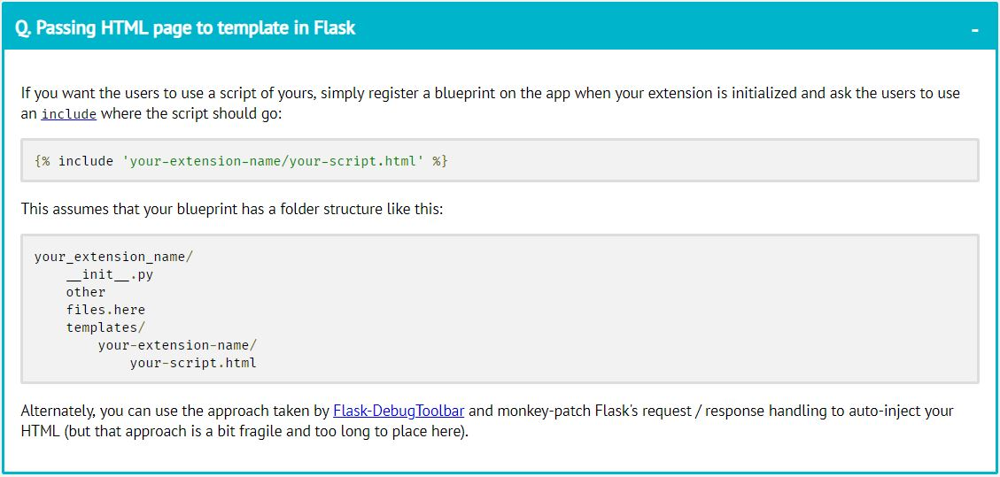 Q. Passing HTML page to template in Flask
-
If you want the users to use a script of yours, simply register a blueprint on the app when your extension is initialized and ask the users to use
an include where the script should go:
{% include 'your-extension-name/your-script.html' %}
This assumes that your blueprint has a folder structure like this:
your_extension_name/
    __init__.py
    other
    files.here
    templates/
        your-extension-name/
            your-script.html
Alternately, you can use the approach taken by Flask-DebugToolbar and monkey-patch Flask's request / response handling to auto-inject your
HTML (but that approach is a bit fragile and too long to place here).